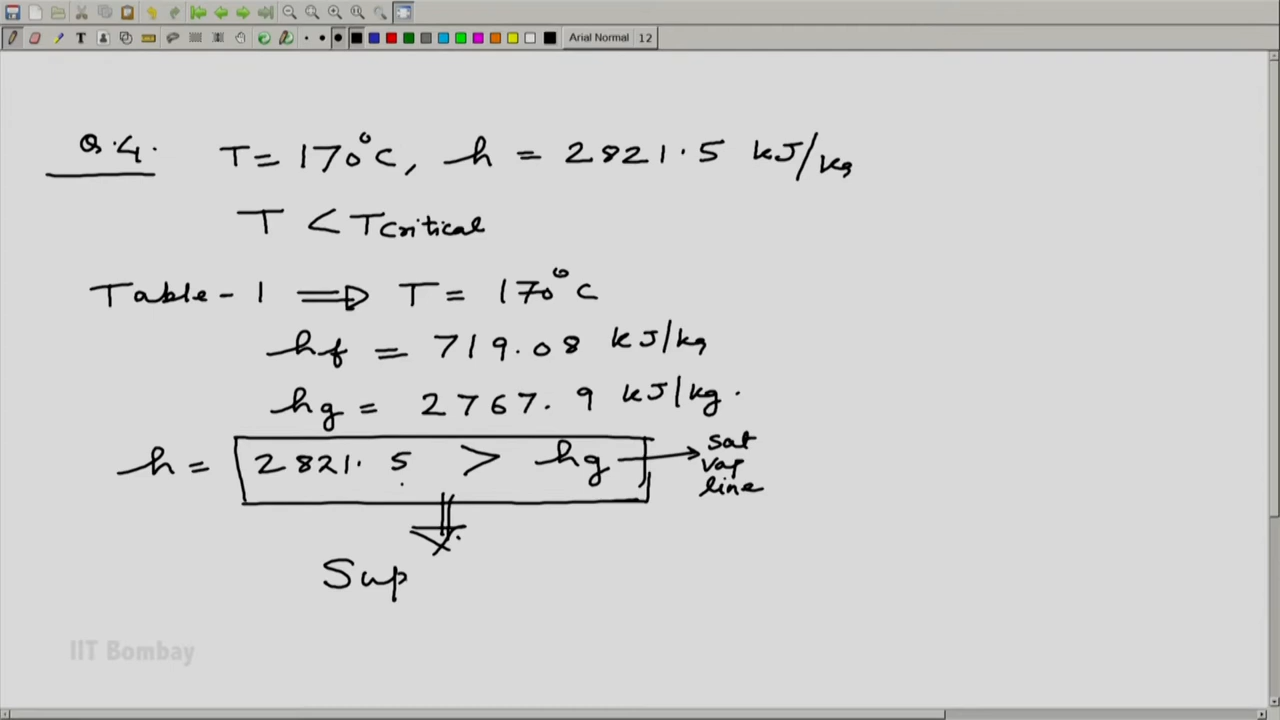 Arial Normal 12
Q.4. T = 170°C, h = 2821.5 kJ/kg
T < Tcritical
Table-1 ⇒ T = 170°C
hf = 719.08 kJ/kg
hg = 2767.9 kJ/kg.
h = 2821.5 > hg → sat
vap
line
Sup
IIT Bombay